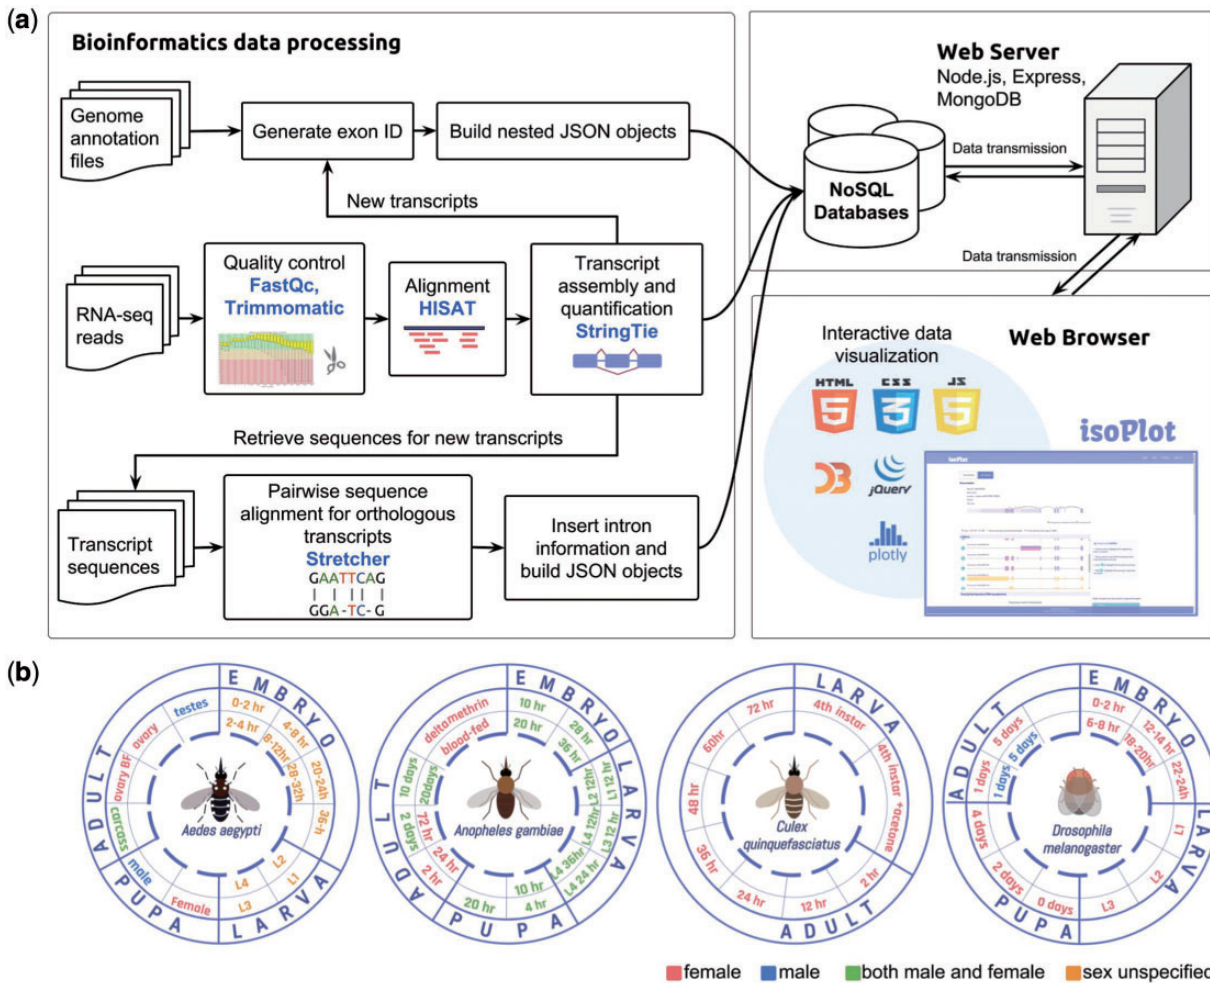 (a)
Bioinformatics data processing
Genome
annotation
files
Generate exon ID
Build nested JSON objects
New transcripts
RNA-seq
reads
Quality control
FastQc,
Trimmomatic
Alignment
HISAT
Transcript
assembly and
quantification
StringTie
Retrieve sequences for new transcripts
Transcript
sequences
Pairwise sequence
alignment for orthologous
transcripts
Stretcher
GAATTCAG
GGA-TC-G
Insert intron
information and
build JSON objects
NoSQL
Databases
Web Server
Node.js, Express,
MongoDB
Data transmission
Data transmission
Web Browser
Interactive data
visualization
HTML
5
CSS
3
JS
5
D3
jQuery
plotly
isoPlot
isoPlot
(b)
EMBRYO
LARVA
PUPA
ADULT
0-2 hr
2-4 hr
4-8 hr
8-12hr
20-24h
28-32h
36-h
L1
L2
L3
L4
Female
male
carcass
ovary BF
ovary
testes
Aedes aegypti
EMBRYO
LARVA
PUPA
ADULT
10 hr
20 hr
28 hr
36 hr
L1 12 hr
L2 12hr
L3 12 hr
L4 12hr
L4 24 hr
L4 36hr
4 hr
10 hr
20 hr
2 hr
24 hr
2 days
72 hr
10 days
20days
deltamethrin
blood-fed
Anopheles gambiae
LARVA
ADULT
4th instar
4th instar +acetone
2 hr
12 hr
24 hr
36 hr
48 hr
60hr
72 hr
Culex
quinquefasciatus
EMBRYO
LARVA
PUPA
ADULT
0-2 hr
6-8 hr
12-14 hr
18-20hr
22-24h
L1
L2
L3
0 days
2 days
4 days
1 days
1 days
5 days
5 days
Drosophila
melanogaster
female
male
both male and female
sex unspecified